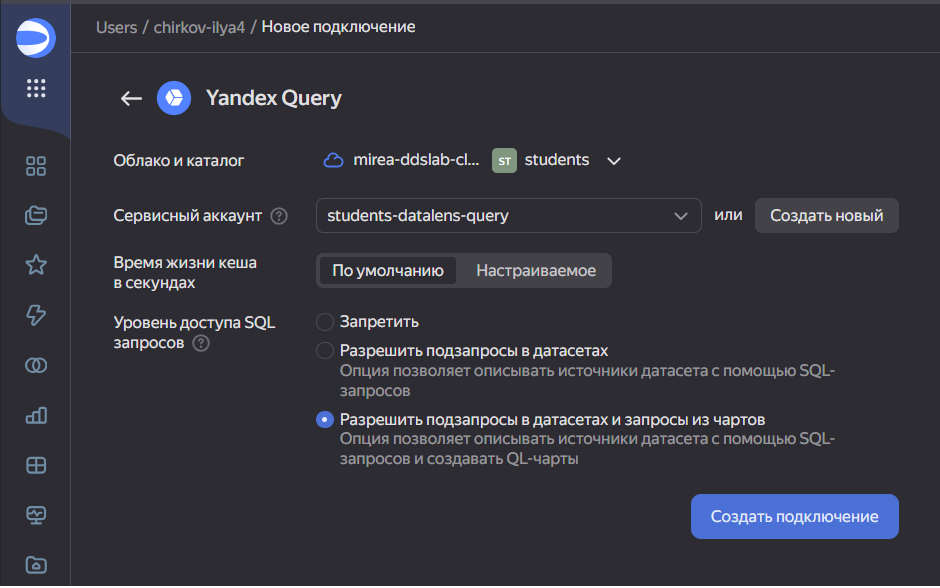 Users / chirkov-ilya4 / Новое подключение
Yandex Query
Облако и каталог
mirea-ddslab-cl... ST students
Сервисный аккаунт ?
students-datalens-query
или
Создать новый
Время жизни кеша
в секундах
По умолчанию Настраиваемое
Уровень доступа SQL
запросов ?
Запретить
Разрешить подзапросы в датасетах
Опция позволяет описывать источники датасета с помощью SQL-
запросов
Разрешить подзапросы в датасетах и запросы из чартов
Опция позволяет описывать источники датасета с помощью SQL-
запросов и создавать QL-чарты
Создать подключение